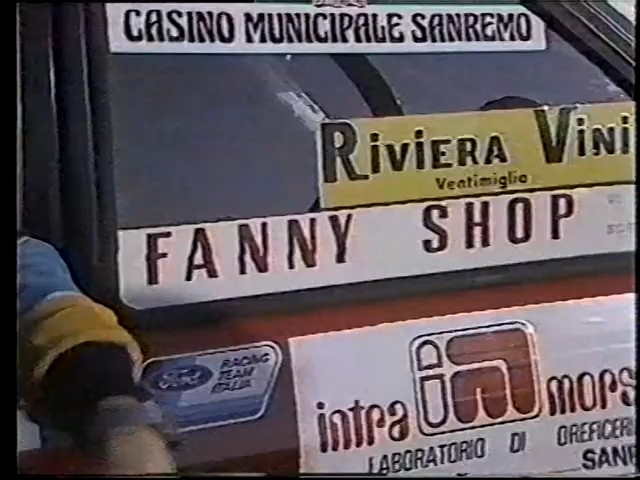 CASINO MUNICIPALE SANREMO
RIVIERA VINI
Ventimiglia
FANNY SHOP
Ford
RACING
TEAM
ITALIA
intra mors
LABORATORIO DI OREFICERI
SAN